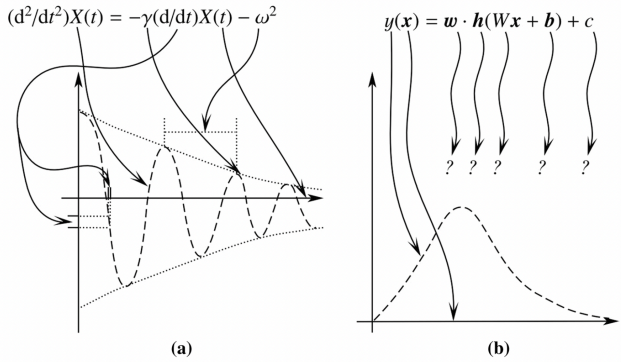 (d²/dt²)X(t) = −γ(d/dt)X(t) − ω²
y(x) = w · h(Wx + b) + c
? ? ? ? ?
(a)
(b)